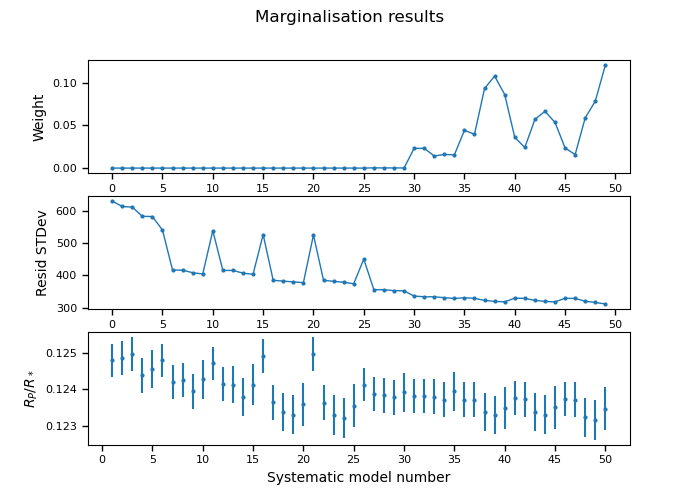 Marginalisation results
0.10
0.05
0.00
Weight
0 5 10 15 20 25 30 35 40 45 50
600
500
400
300
Resid STDev
0 5 10 15 20 25 30 35 40 45 50
0.125
0.124
0.123
R_P/R_*
0 5 10 15 20 25 30 35 40 45 50
Systematic model number